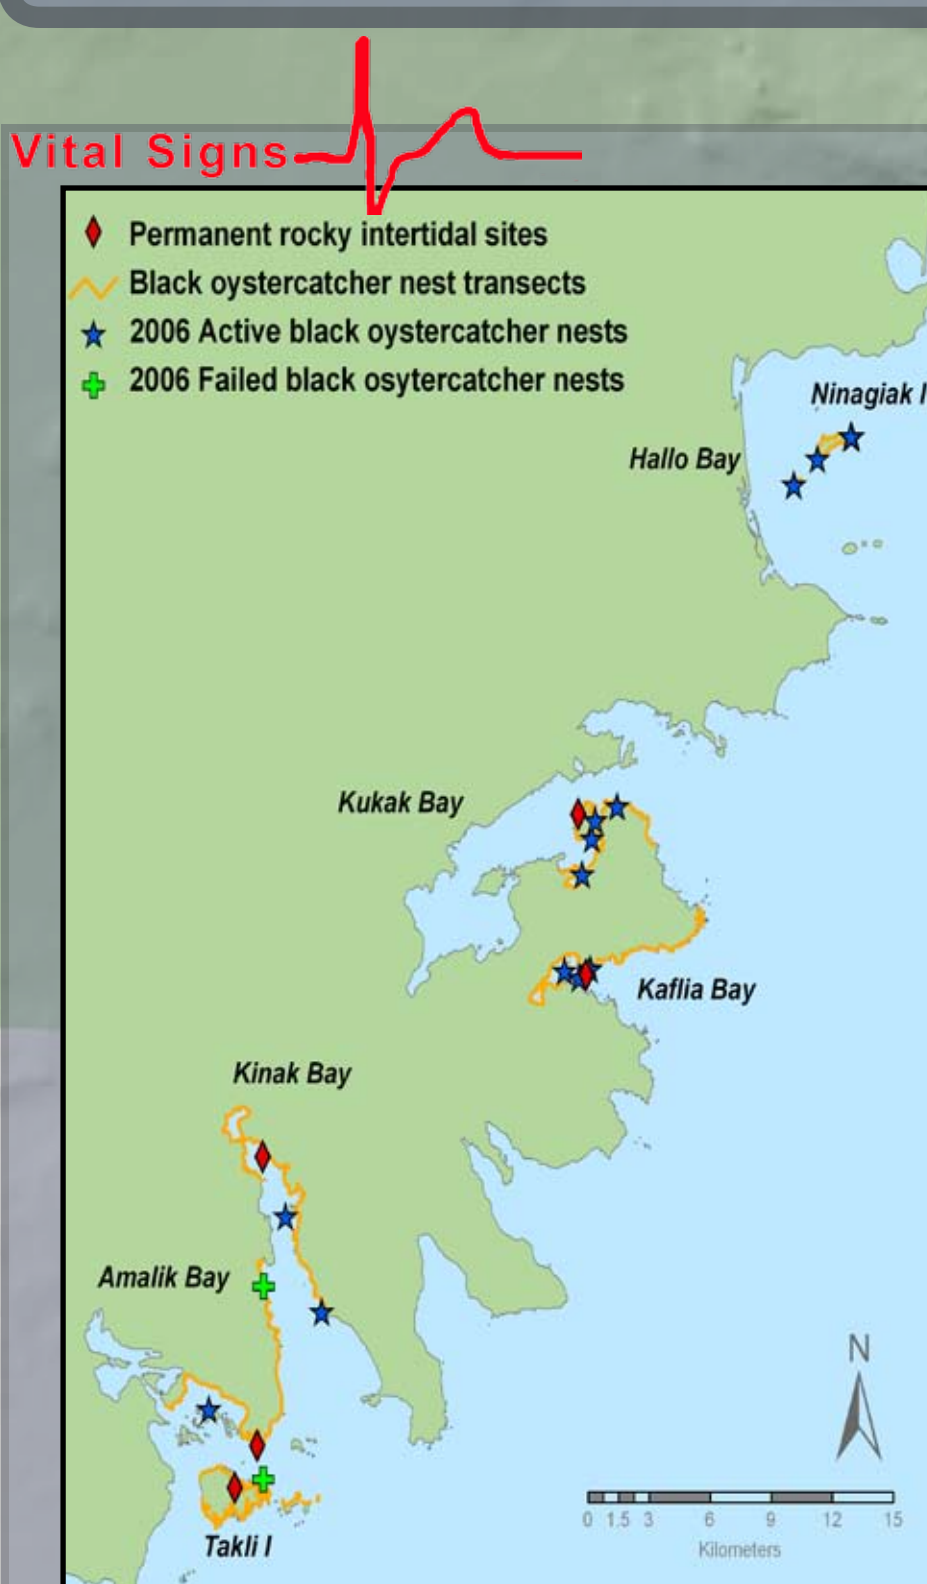 Vital Signs
Permanent rocky intertidal sites
Black oystercatcher nest transects
2006 Active black oystercatcher nests
2006 Failed black osytercatcher nests
Ninagiak I
Hallo Bay
Kukak Bay
Kaflia Bay
Kinak Bay
Amalik Bay
N
0 1.5 3 6 9 12 15
Kilometers
Takli I